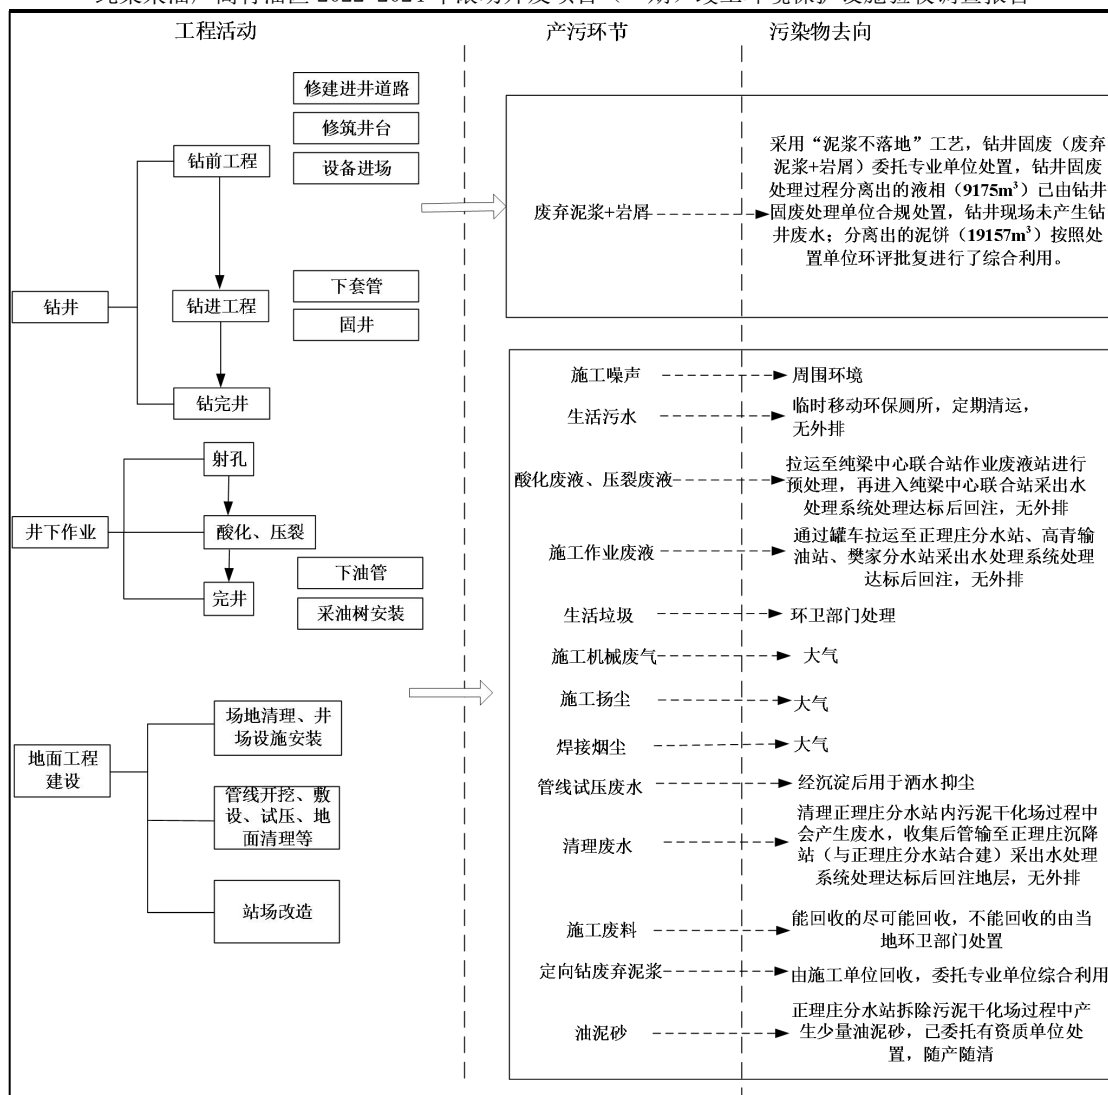 2022-2024 年滚动开发项目（ 期）竣工环境保护设施验收调查报告
工程活动
产污环节
污染物去向
修建进井道路
修筑井台
设备进场
钻前工程
钻井
钻进工程
下套管
固井
钻完井
射孔
井下作业
酸化、压裂
下油管
完井
采油树安装
地面工程
建设
场地清理、井
场设施安装
管线开挖、敷
设、试压、地
面清理等
站场改造
废弃泥浆+岩屑
采用“泥浆不落地”工艺，钻井固废（废弃
泥浆+岩屑）委托专业单位处置，钻井固废
处理过程分离出的液相（9175m³）已由钻井
固废处理单位合规处置，钻井现场未产生钻
井废水；分离出的泥饼（19157m³）按照处
置单位环评批复进行了综合利用。
施工噪声
周围环境
生活污水
临时移动环保厕所，定期清运，
无外排
酸化废液、压裂废液
拉运至纯梁中心联合站作业废液站进行
预处理，再进入纯梁中心联合站采出水
处理系统处理达标后回注，无外排
施工作业废液
通过罐车拉运至正理庄分水站、高青输
油站、樊家分水站采出水处理系统处理
达标后回注，无外排
生活垃圾
环卫部门处理
施工机械废气
大气
施工扬尘
大气
焊接烟尘
大气
管线试压废水
经沉淀后用于洒水抑尘
清理废水
清理正理庄分水站内污泥干化场过程中
会产生废水，收集后管输至正理庄沉降
站（与正理庄分水站合建）采出水处理
系统处理达标后回注地层，无外排
施工废料
能回收的尽可能回收，不能回收的由当
地环卫部门处置
定向钻废弃泥浆
由施工单位回收，委托专业单位综合利用
油泥砂
正理庄分水站拆除污泥干化场过程中产
生少量油泥砂，已委托有资质单位处
置，随产随清